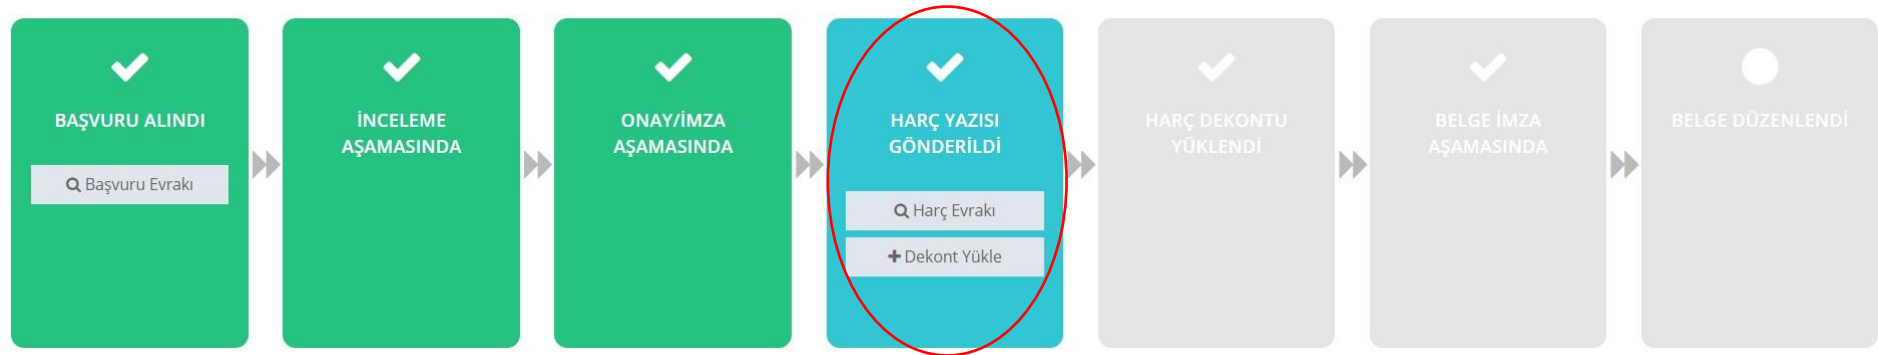 BAŞVURU ALINDI
Başvuru Evrakı
İNCELEME
AŞAMASINDA
ONAY/İMZA
AŞAMASINDA
HARÇ YAZISI
GÖNDERİLDİ
Harç Evrakı
Dekont Yükle
HARÇ DEKONTU
YÜKLENDİ
BELGE İMZA
AŞAMASINDA
BELGE DÜZENLENDİ